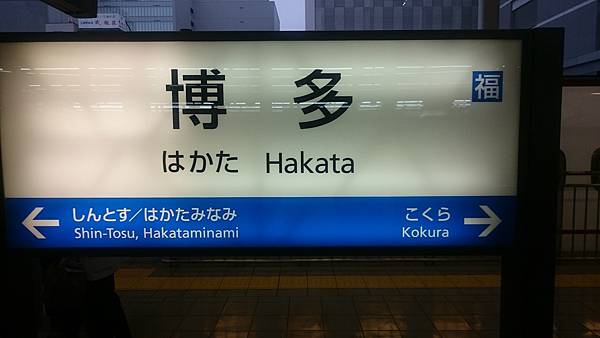 博多
福
はかた Hakata
しんとす/はかたみなみ
Shin-Tosu, Hakataminami
こくら
Kokura